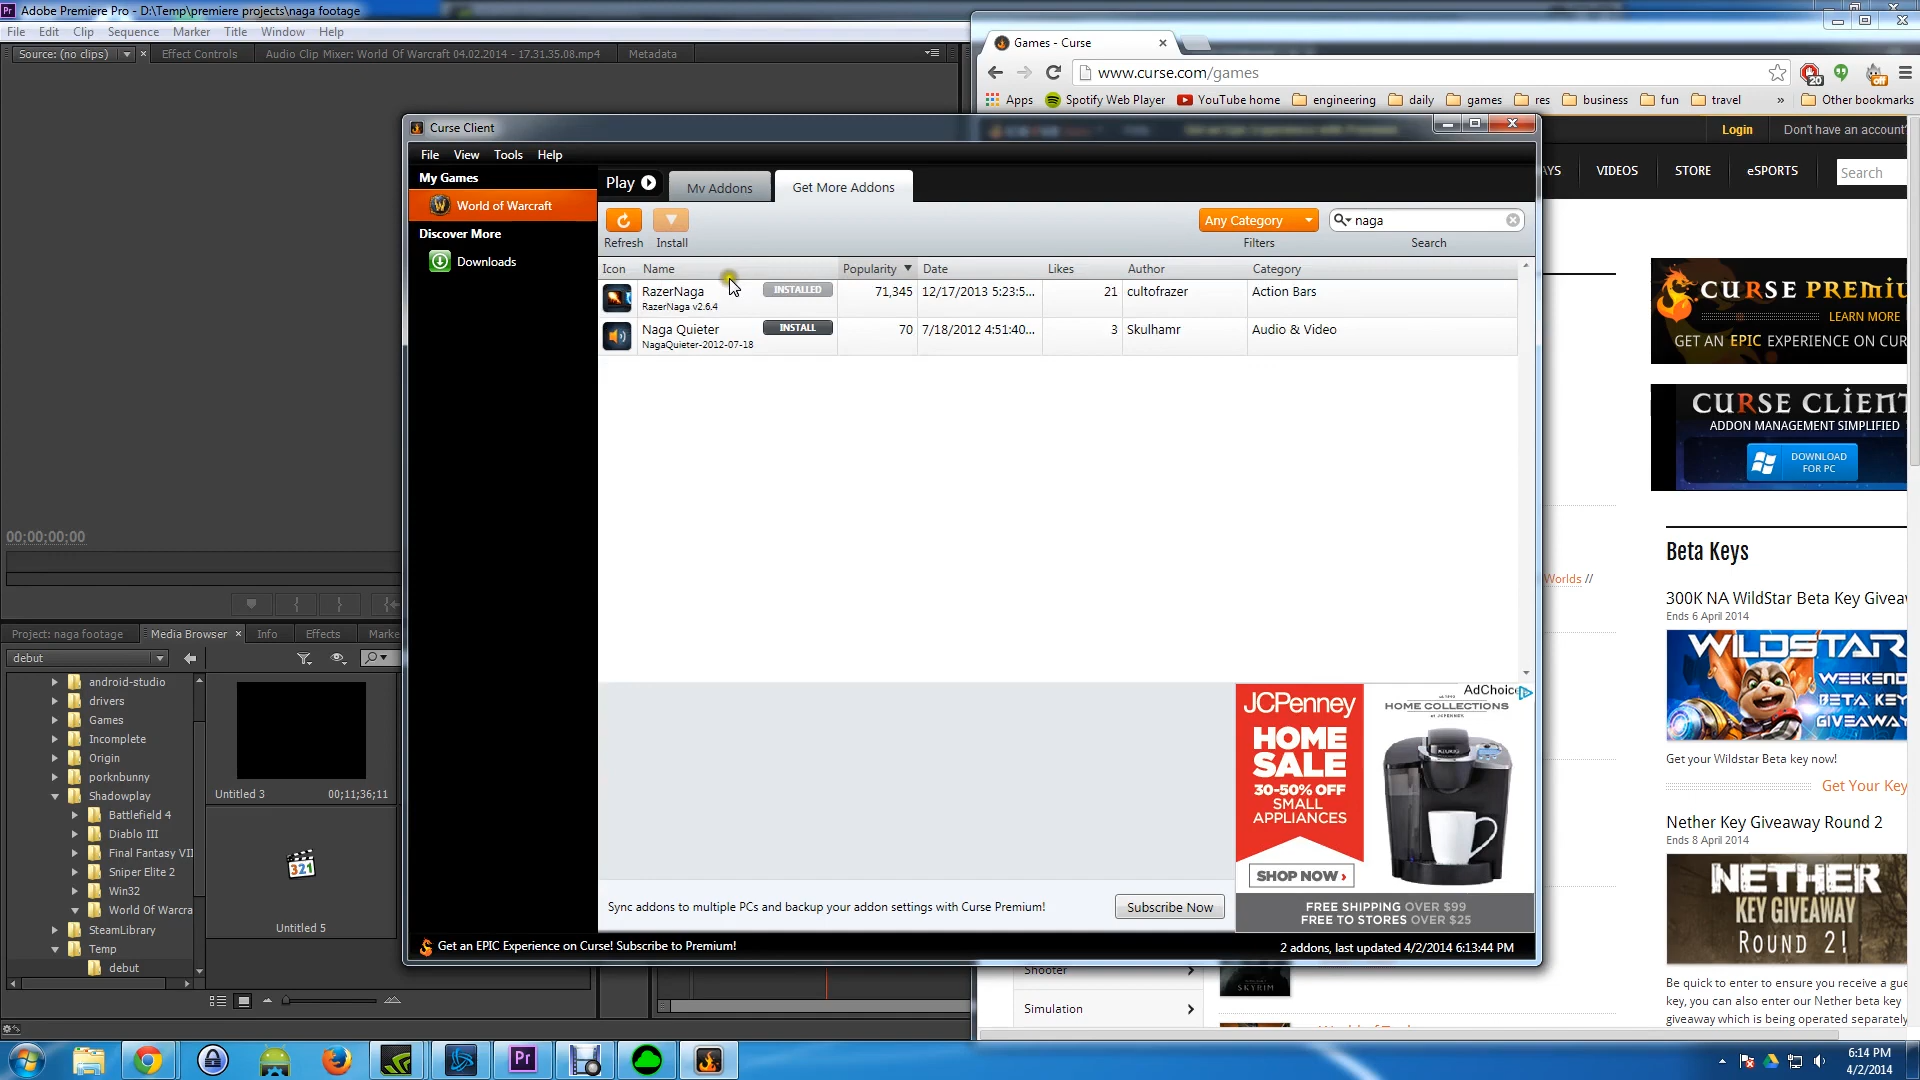 Adobe Premiere Pro - D:\Temp\premiere projects\naga footage
File Edit Clip Sequence Marker Title Window Help
Source: (no clips) Effect Controls Audio Clip Mixer: World Of Warcraft 04.02.2014 - 17.31.35.08.mp4 Metadata
Games - Curse
www.curse.com/games
20
off
Apps Spotify Web Player YouTube home engineering daily games res business fun travel » Other bookmarks
Login Don't have an account?
AYS VIDEOS STORE eSPORTS Search
Curse Client
File View Tools Help
My Games
World of Warcraft
Discover More
Downloads
Play My Addons Get More Addons
Refresh Install
Any Category
Filters
naga
Search
Icon Name Popularity Date Likes Author Category
RazerNaga INSTALLED 71,345 12/17/2013 5:23:5... 21 cultofrazer Action Bars
RazerNaga v2.6.4
Naga Quieter INSTALL 70 7/18/2012 4:51:40... 3 Skulhamr Audio & Video
NagaQuieter-2012-07-18
CURSE PREMIU
LEARN MORE
GET AN EPIC EXPERIENCE ON CUR
CURSE CLIENT
ADDON MANAGEMENT SIMPLIFIED
DOWNLOAD
FOR PC
Beta Keys
Worlds //
300K NA WildStar Beta Key Giveaw
Ends 6 April 2014
WILDSTAR
WEEKEND
BETA KEY
GIVEAWAY
Get your Wildstar Beta key now!
Get Your Key
Nether Key Giveaway Round 2
Ends 8 April 2014
NETHER
KEY GIVEAWAY
ROUND 2!
Be quick to enter to ensure you receive a gue
key, you can also enter our Nether beta key
giveaway which is being operated separately
00;00;00;00
Project: naga footage Media Browser Info Effects Marke
debut
android-studio
drivers
Games
Incomplete
Origin
porknbunny
Shadowplay
Battlefield 4
Diablo III
Final Fantasy VII
Sniper Elite 2
Win32
World Of Warcra
SteamLibrary
Temp
debut
Untitled 3 00;11;36;11
321
Untitled 5
AdChoice
JCPenney
HOME
SALE
30-50% OFF
SMALL
APPLIANCES
SHOP NOW ›
HOME COLLECTIONS
BY JCPENNEY
FREE SHIPPING OVER $99
FREE TO STORES OVER $25
Sync addons to multiple PCs and backup your addon settings with Curse Premium!
Subscribe Now
Get an EPIC Experience on Curse! Subscribe to Premium!
2 addons, last updated 4/2/2014 6:13:44 PM
Shooter
SKYRIM
Simulation
Pr
6:14 PM
4/2/2014